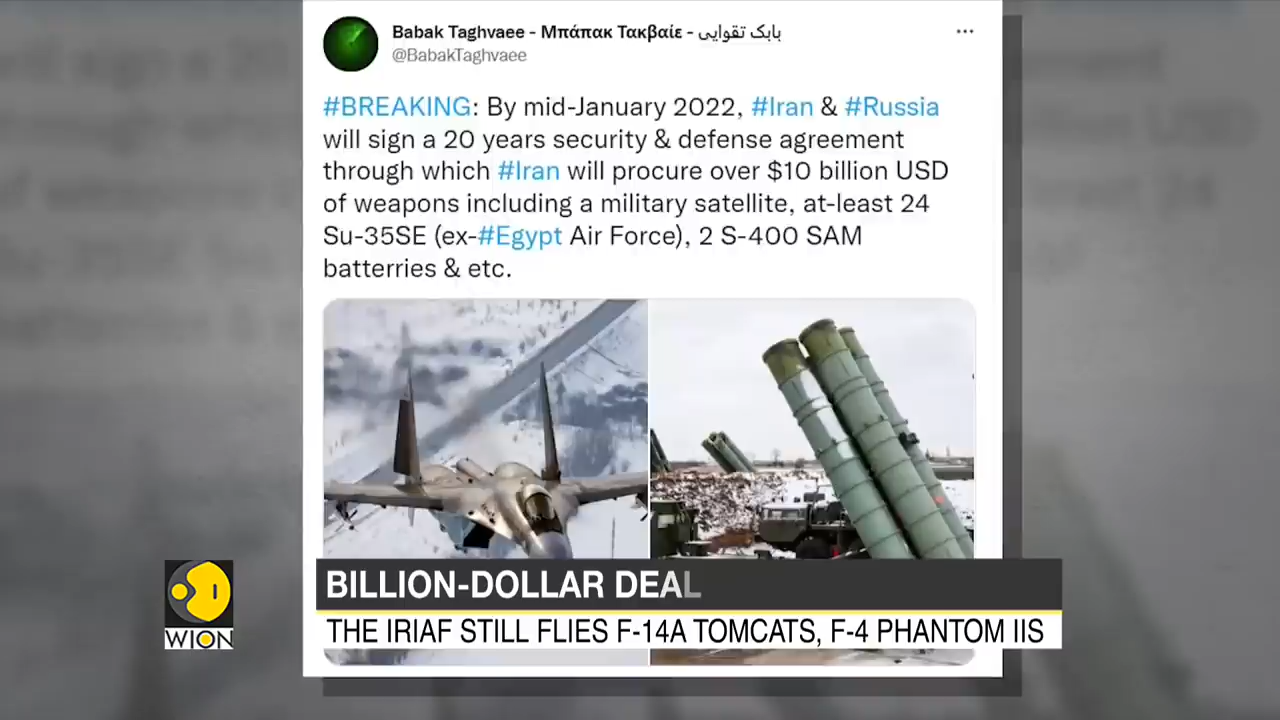 Babak Taghvaee - Μπάπακ Τακβαίε - بابک تقوایی
@BabakTaghvaee
#BREAKING: By mid-January 2022, #Iran & #Russia
will sign a 20 years security & defense agreement
through which #Iran will procure over $10 billion USD
of weapons including a military satellite, at-least 24
Su-35SE (ex-#Egypt Air Force), 2 S-400 SAM
batterries & etc.
BILLION-DOLLAR DEAL
THE IRIAF STILL FLIES F-14A TOMCATS, F-4 PHANTOM IIS
WION